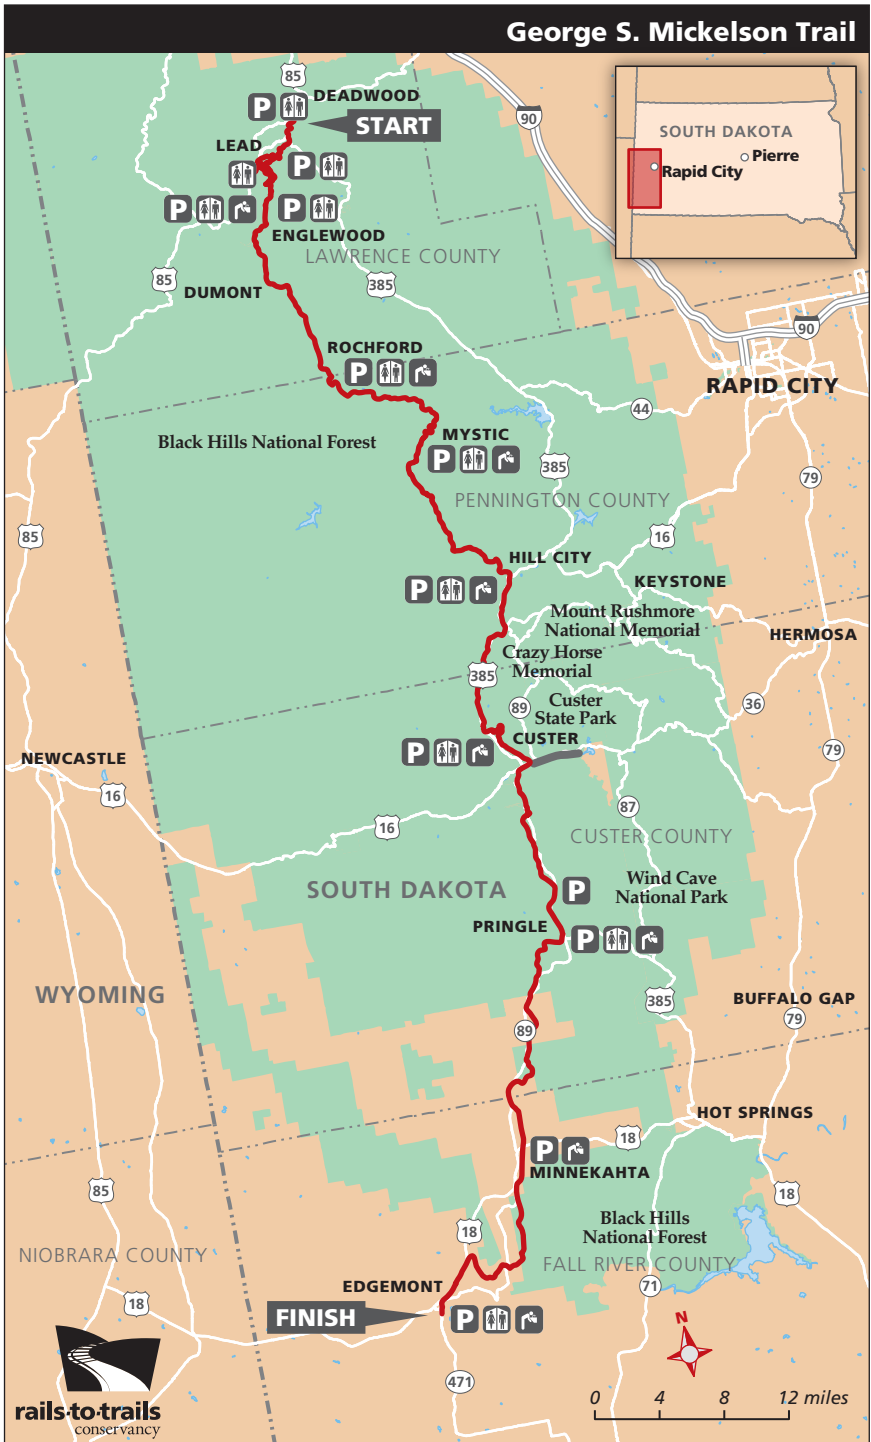 George S. Mickelson Trail
85
P
DEADWOOD
START
90
SOUTH DAKOTA
Pierre
Rapid City
LEAD
P
P
P
ENGLEWOOD
LAWRENCE COUNTY
85
385
DUMONT
90
ROCHFORD
P
RAPID CITY
44
MYSTIC
Black Hills National Forest
P
385
79
PENNINGTON COUNTY
85
16
HILL CITY
KEYSTONE
P
Mount Rushmore
National Memorial
HERMOSA
Crazy Horse
Memorial
385
89
Custer
State Park
36
CUSTER
P
79
NEWCASTLE
16
87
16
CUSTER COUNTY
SOUTH DAKOTA
P
Wind Cave
National Park
PRINGLE
P
WYOMING
385
BUFFALO GAP
79
89
HOT SPRINGS
18
P
MINNEKAHTA
85
18
18
Black Hills
National Forest
NIOBRARA COUNTY
FALL RIVER COUNTY
EDGEMONT
71
18
FINISH
P
N
471
rails-to-trails
conservancy
0 4 8 12 miles